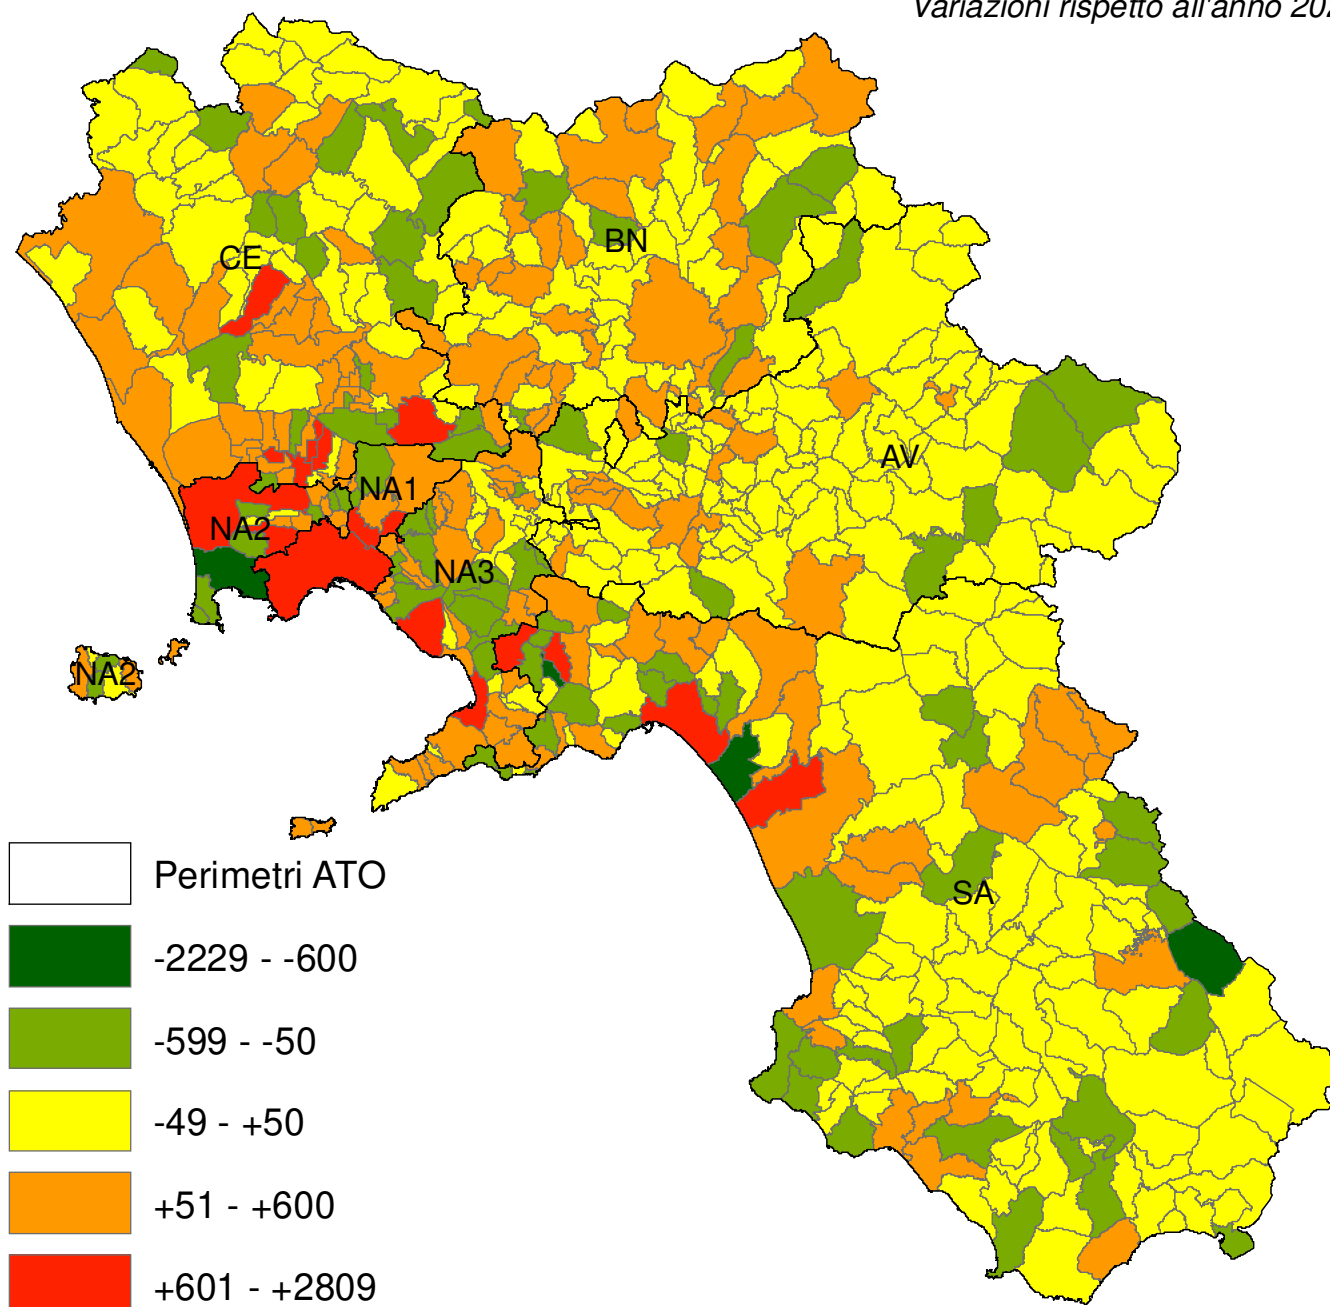 Variazioni rispetto all'anno
CE
BN
AV
NA1
NA2
NA3
NA2
SA
Perimetri ATO
-2229 - -600
-599 - -50
-49 - +50
+51 - +600
+601 - +2809